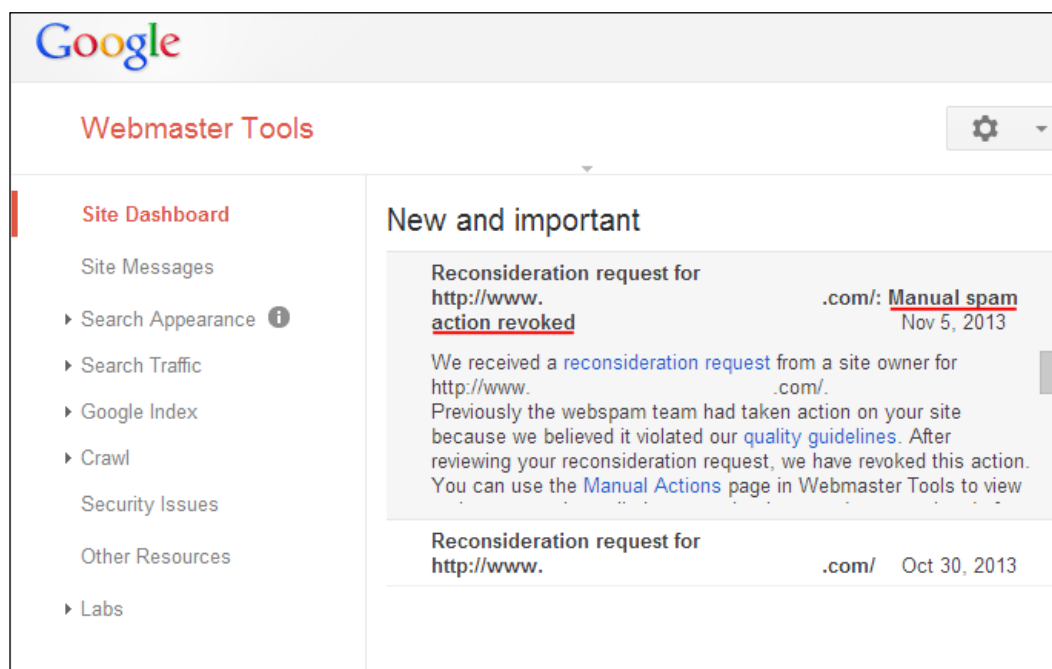 Google
Webmaster Tools
Site Dashboard
Site Messages
Search Appearance
Search Traffic
Google Index
Crawl
Security Issues
Other Resources
Labs
New and important
Reconsideration request for
http://www. .com/: Manual spam
action revoked Nov 5, 2013
We received a reconsideration request from a site owner for
http://www. .com/.
Previously the webspam team had taken action on your site
because we believed it violated our quality guidelines. After
reviewing your reconsideration request, we have revoked this action.
You can use the Manual Actions page in Webmaster Tools to view
Reconsideration request for
http://www. .com/ Oct 30, 2013